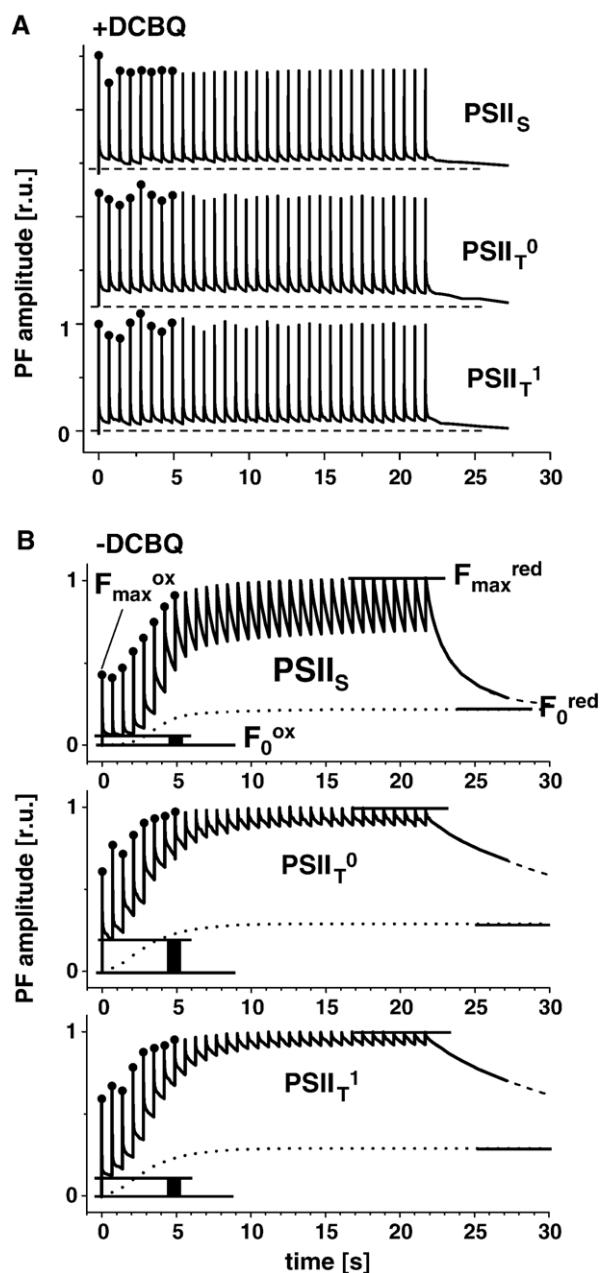 A
+DCBQ
PSII_S
PSII_T^0
PSII_T^1
PF amplitude [r.u.]
1
0
0 5 10 15 20 25 30
B
-DCBQ
F_max^ox
F_max^red
PSII_S
F_0^red
F_0^ox
1
0
PSII_T^0
1
0
PF amplitude [r.u.]
PSII_T^1
1
0
0 5 10 15 20 25 30
time [s]